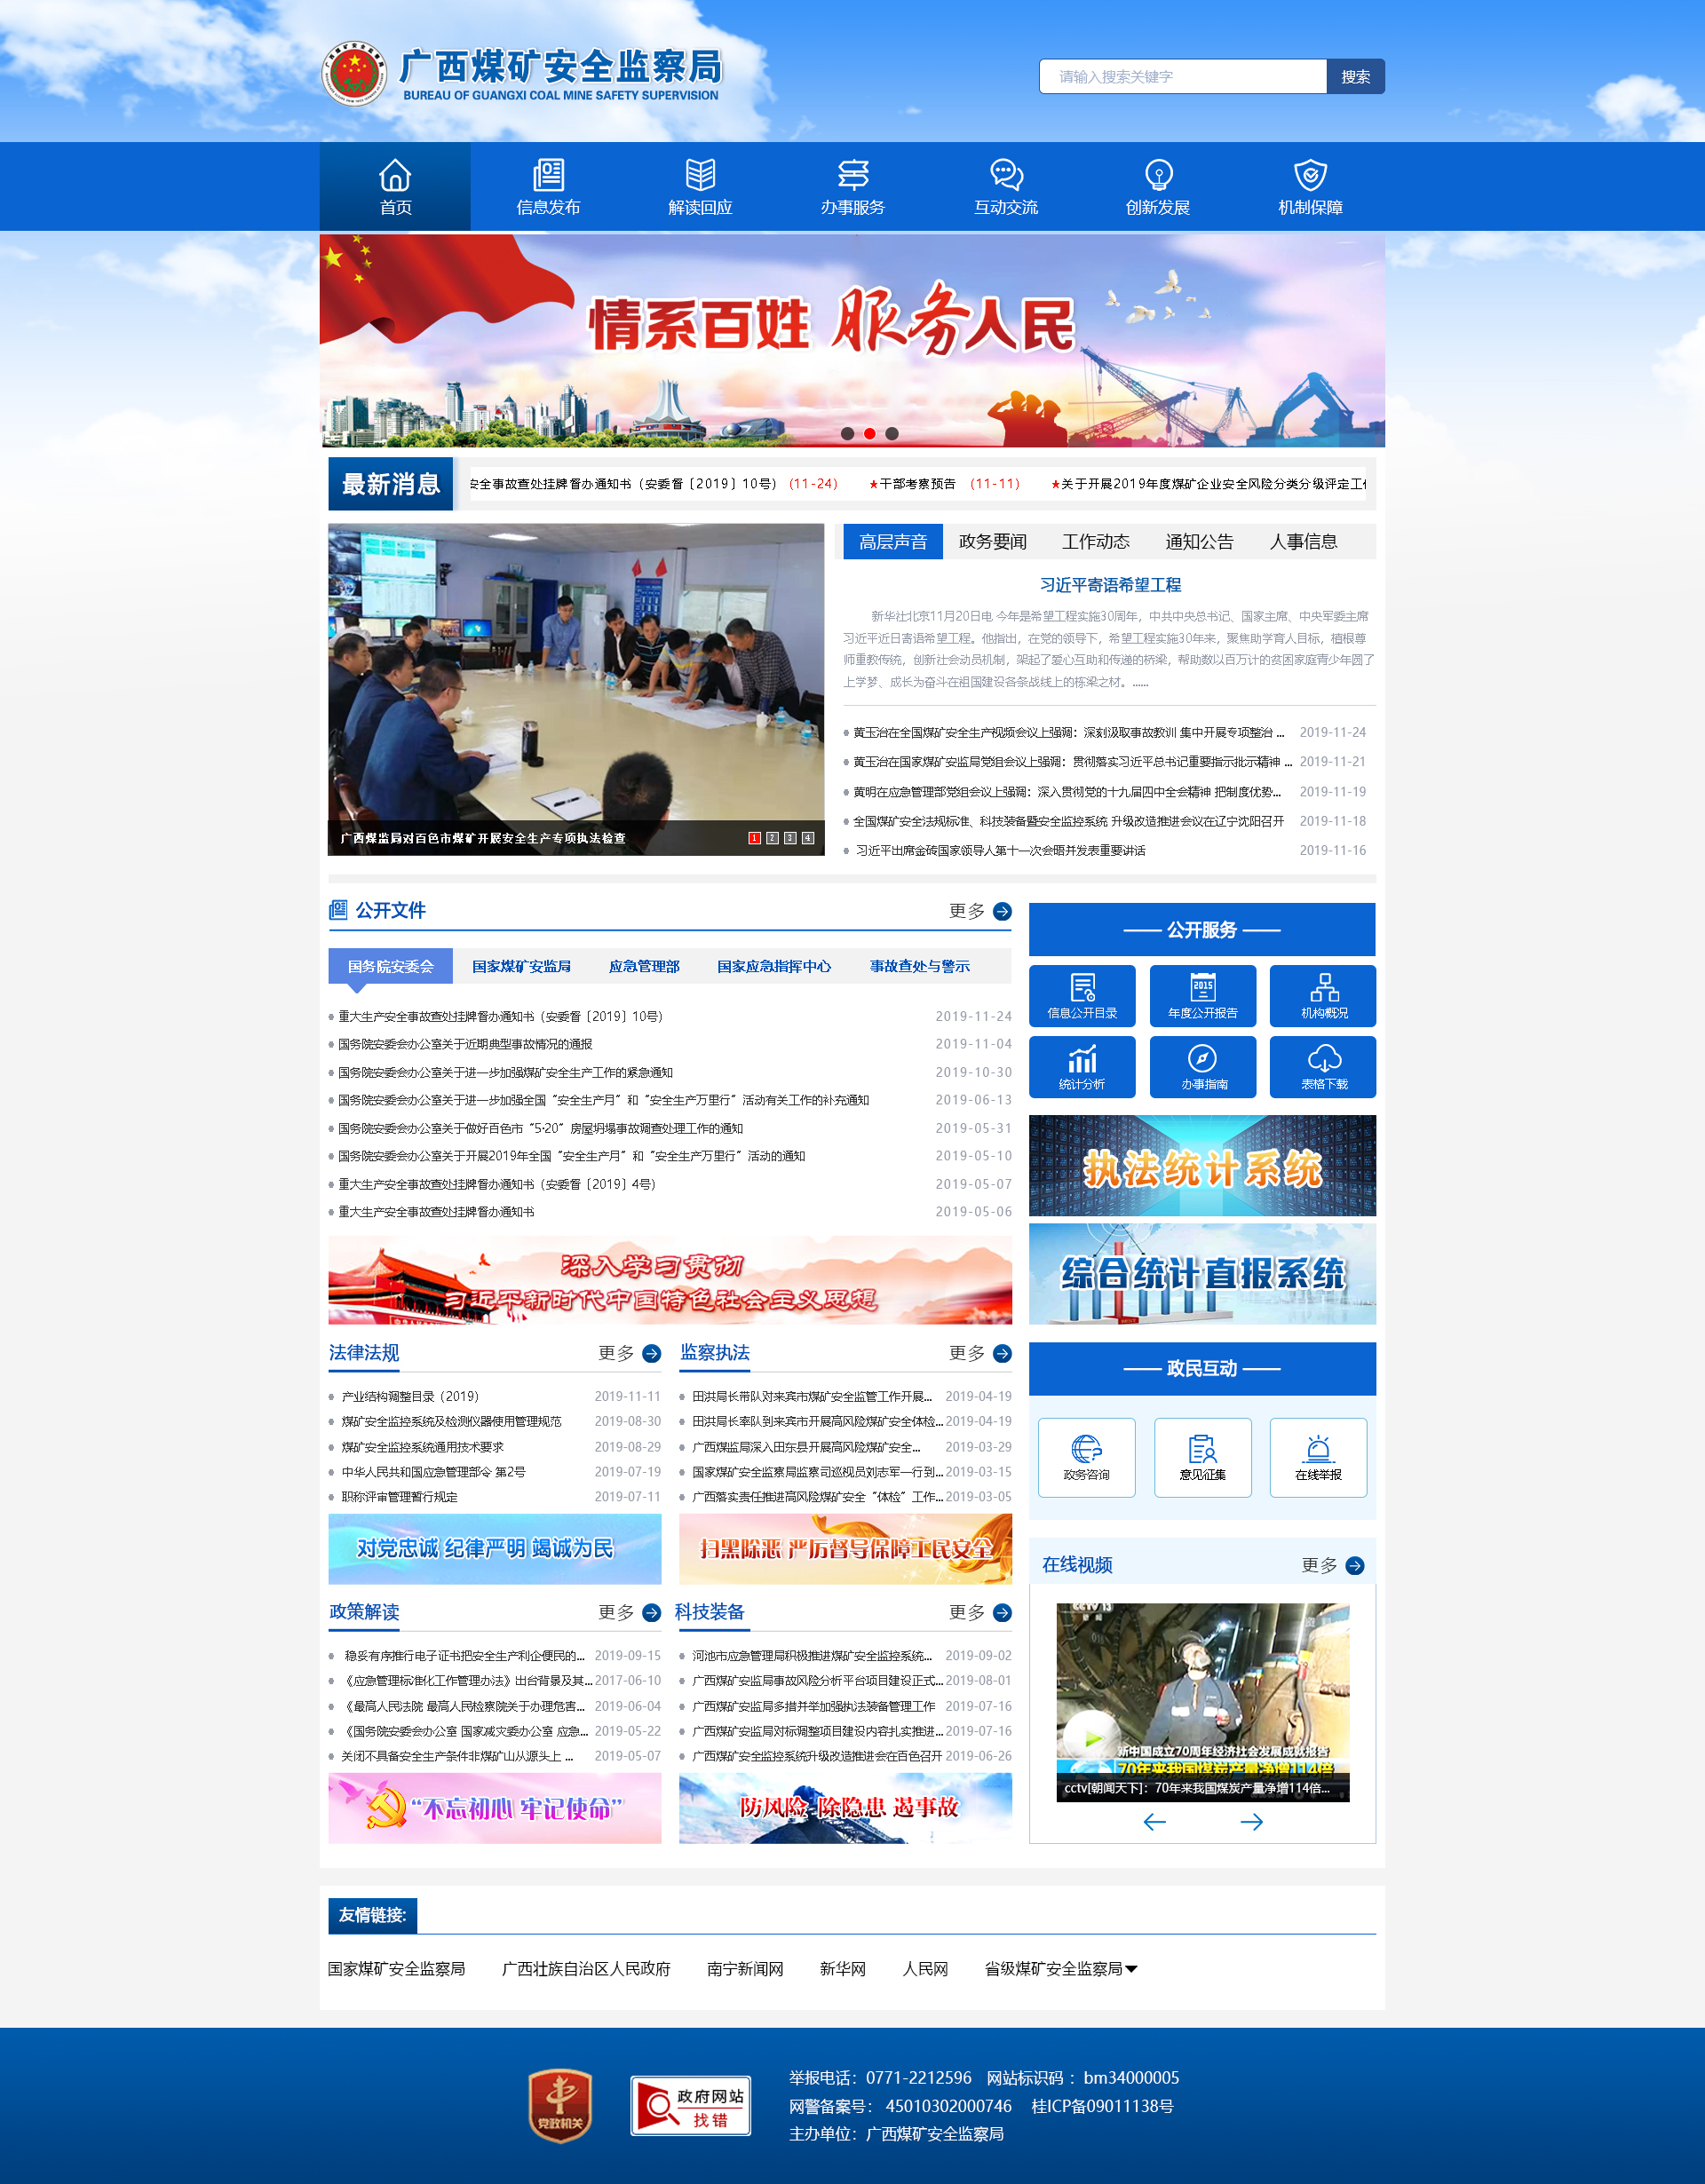 广西煤矿安全监察局
BUREAU OF GUANGXI COAL MINE SAFETY SUPERVISION
请输入搜索关键字
搜索
首页
信息发布
解读回应
办事服务
互动交流
创新发展
机制保障
情系百姓 服务人民
最新消息
安全事故查处挂牌督办通知书（安委督〔2019〕10号）(11-24)
★干部考察预告 (11-11)
★关于开展2019年度煤矿企业安全风险分类分级评定工作
广西煤监局对百色市煤矿开展安全生产专项执法检查
1 2 3 4
高层声音 政务要闻 工作动态 通知公告 人事信息
习近平寄语希望工程
新华社北京11月20日电 今年是希望工程实施30周年，中共中央总书记、国家主席、中央军委主席
习近平近日寄语希望工程。他指出，在党的领导下，希望工程实施30年来，聚焦助学育人目标，植根尊
师重教传统，创新社会动员机制，架起了爱心互助和传递的桥梁，帮助数以百万计的贫困家庭青少年圆了
上学梦、成长为奋斗在祖国建设各条战线上的栋梁之材。......
黄玉治在全国煤矿安全生产视频会议上强调：深刻汲取事故教训 集中开展专项整治 ... 2019-11-24
黄玉治在国家煤矿安监局党组会议上强调：贯彻落实习近平总书记重要指示批示精神 ... 2019-11-21
黄明在应急管理部党组会议上强调：深入贯彻党的十九届四中全会精神 把制度优势... 2019-11-19
全国煤矿安全法规标准、科技装备暨安全监控系统 升级改造推进会议在辽宁沈阳召开 2019-11-18
习近平出席金砖国家领导人第十一次会晤并发表重要讲话 2019-11-16
公开文件 更多
国务院安委会 国家煤矿安监局 应急管理部 国家应急指挥中心 事故查处与警示
重大生产安全事故查处挂牌督办通知书（安委督〔2019〕10号） 2019-11-24
国务院安委会办公室关于近期典型事故情况的通报 2019-11-04
国务院安委会办公室关于进一步加强煤矿安全生产工作的紧急通知 2019-10-30
国务院安委会办公室关于进一步加强全国“安全生产月”和“安全生产万里行”活动有关工作的补充通知 2019-06-13
国务院安委会办公室关于做好百色市“5·20”房屋坍塌事故调查处理工作的通知 2019-05-31
国务院安委会办公室关于开展2019年全国“安全生产月”和“安全生产万里行”活动的通知 2019-05-10
重大生产安全事故查处挂牌督办通知书（安委督〔2019〕4号） 2019-05-07
重大生产安全事故查处挂牌督办通知书 2019-05-06
深入学习贯彻
习近平新时代中国特色社会主义思想
公开服务
信息公开目录
2015
年度公开报告
机构概况
统计分析
办事指南
表格下载
执法统计系统
综合统计直报系统
法律法规 更多
产业结构调整目录（2019） 2019-11-11
煤矿安全监控系统及检测仪器使用管理规范 2019-08-30
煤矿安全监控系统通用技术要求 2019-08-29
中华人民共和国应急管理部令 第2号 2019-07-19
职称评审管理暂行规定 2019-07-11
监察执法 更多
田洪局长带队对来宾市煤矿安全监管工作开展... 2019-04-19
田洪局长率队到来宾市开展高风险煤矿安全体检... 2019-04-19
广西煤监局深入田东县开展高风险煤矿安全... 2019-03-29
国家煤矿安全监察局监察司巡视员刘志军一行到... 2019-03-15
广西落实责任推进高风险煤矿安全“体检”工作... 2019-03-05
对党忠诚 纪律严明 竭诚为民
扫黑除恶 严厉督导保障工民安全
政民互动
政务咨询
意见征集
在线举报
政策解读 更多
稳妥有序推行电子证书把安全生产利企便民的... 2019-09-15
《应急管理标准化工作管理办法》出台背景及其... 2017-06-10
《最高人民法院 最高人民检察院关于办理危害... 2019-06-04
《国务院安委会办公室 国家减灾委办公室 应急... 2019-05-22
关闭不具备安全生产条件非煤矿山从源头上 ... 2019-05-07
科技装备 更多
河池市应急管理局积极推进煤矿安全监控系统... 2019-09-02
广西煤矿安监局事故风险分析平台项目建设正式... 2019-08-01
广西煤矿安监局多措并举加强执法装备管理工作 2019-07-16
广西煤矿安监局对标调整项目建设内容扎实推进... 2019-07-16
广西煤矿安全监控系统升级改造推进会在百色召开 2019-06-26
“不忘初心 牢记使命”
防风险 除隐患 遏事故
在线视频 更多
CCTV 13
新闻
新中国成立70周年经济社会发展成就报告
70年来我国煤炭产量净增114倍
cctv[朝闻天下]：70年来我国煤炭产量净增114倍...
友情链接:
国家煤矿安全监察局 广西壮族自治区人民政府 南宁新闻网 新华网 人民网 省级煤矿安全监察局
党政机关
政府网站
找错
举报电话：0771-2212596 网站标识码 ：bm34000005
网警备案号： 45010302000746 桂ICP备09011138号
主办单位：广西煤矿安全监察局